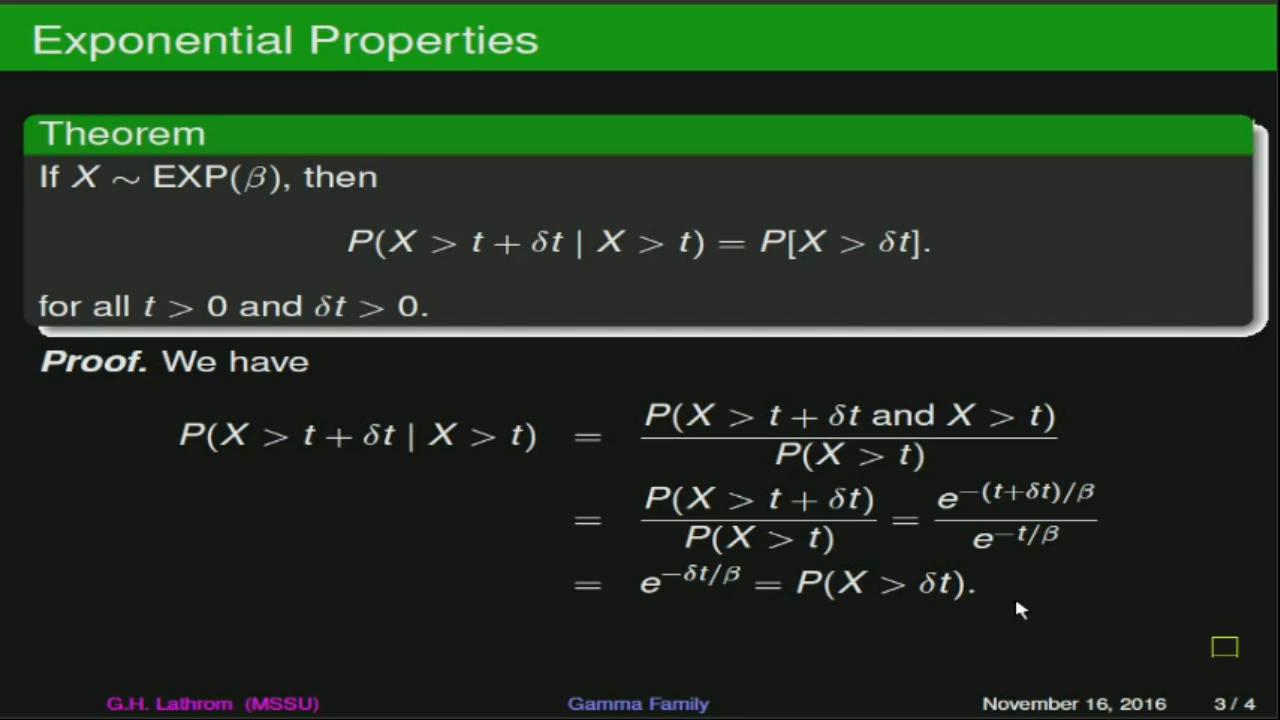 Exponential Properties
Theorem
If X ∼ EXP(β), then
P(X > t + δt | X > t) = P[X > δt].
for all t > 0 and δt > 0.
Proof. We have
P(X > t + δt | X > t) = P(X > t + δt and X > t) / P(X > t)
= P(X > t + δt) / P(X > t) = e^{−(t+δt)/β} / e^{−t/β}
= e^{−δt/β} = P(X > δt).
□
G.H. Lathrom (MSSU) Gamma Family November 16, 2016 3 / 4